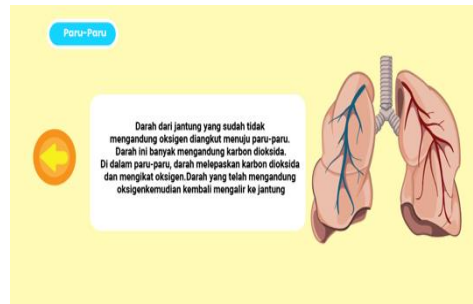 Paru-Paru
Darah dari jantung yang sudah tidak
mengandung oksigen diangkut menuju paru-paru.
Darah ini banyak mengandung karbon dioksida.
Di dalam paru-paru, darah melepaskan karbon dioksida
dan mengikat oksigen.Darah yang telah mengandung
oksigenkemudian kembali mengalir ke jantung